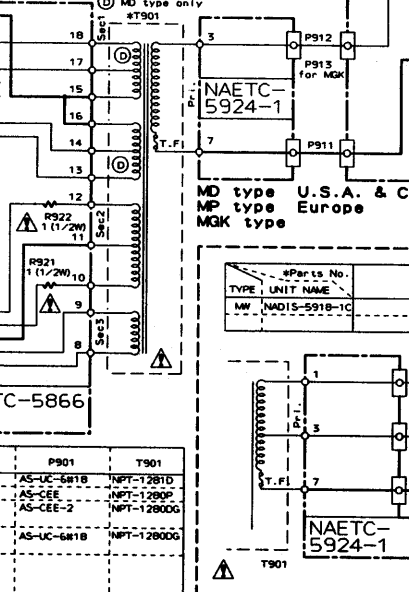 D MD type only
*T901
Sec1
18
D
17
15
16
14
D
13
12
R922
1 (1/2W)
Sec2
11
R921
1 (1/2W)
10
9
Sec3
8
TC-5866
Pri.
3
NAETC-
5924-1
T.F.
7
P912
P913
for MGK
P911
MD type U.S.A. & C
MP type Europe
MGK type
*Parts No.
TYPE UNIT NAME
MW NADIS-5918-1C
1
Pri.
3
T.F.
7
NAETC-
5924-1
T901
P901 T901
AS-UC-6#18 NPT-1281D
AS-CEE NPT-1280P
AS-CEE-2 NPT-1280DG
AS-UC-6#18 NPT-1280DG